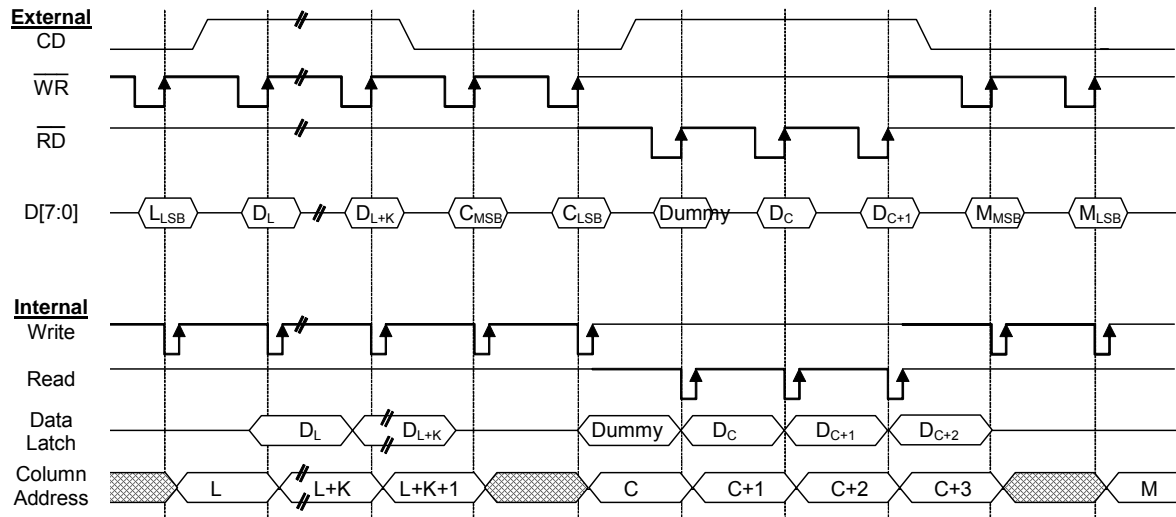 External
CD
WR
RD
D[7:0] LLSB DL DL+K CMSB CLSB Dummy DC DC+1 MMSB MLSB
Internal
Write
Read
Data
Latch
DL DL+K Dummy DC DC+1 DC+2
Column
Address
L L+K L+K+1 C C+1 C+2 C+3 M